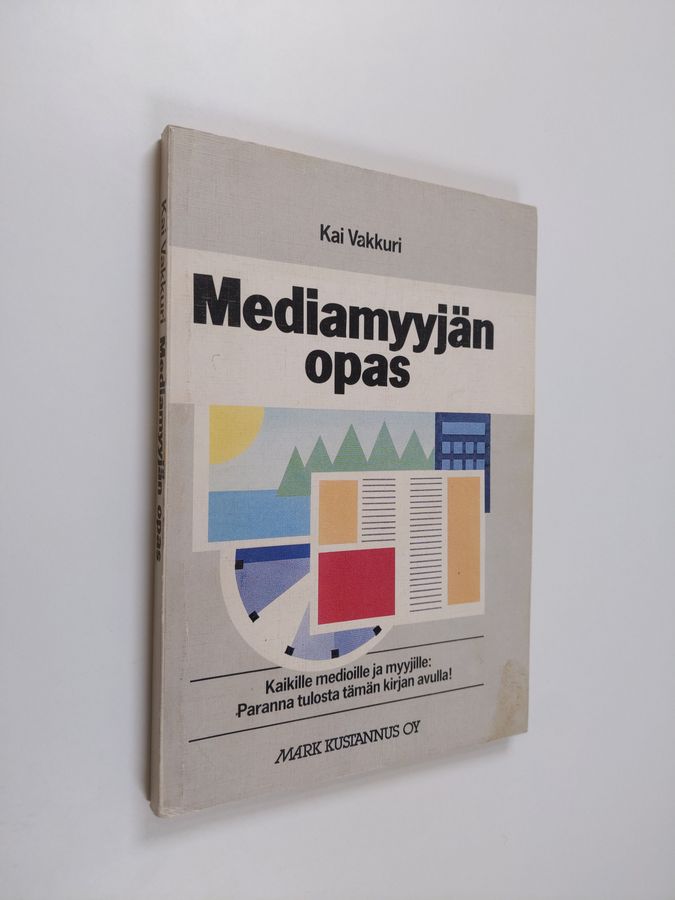 Kai Vakkuri
Mediamyyjän
opas
Kaikille medioille ja myyjille:
Paranna tulosta tämän kirjan avulla!
MARK KUSTANNUS OY
Kai Vakkuri Mediamyyjän opas